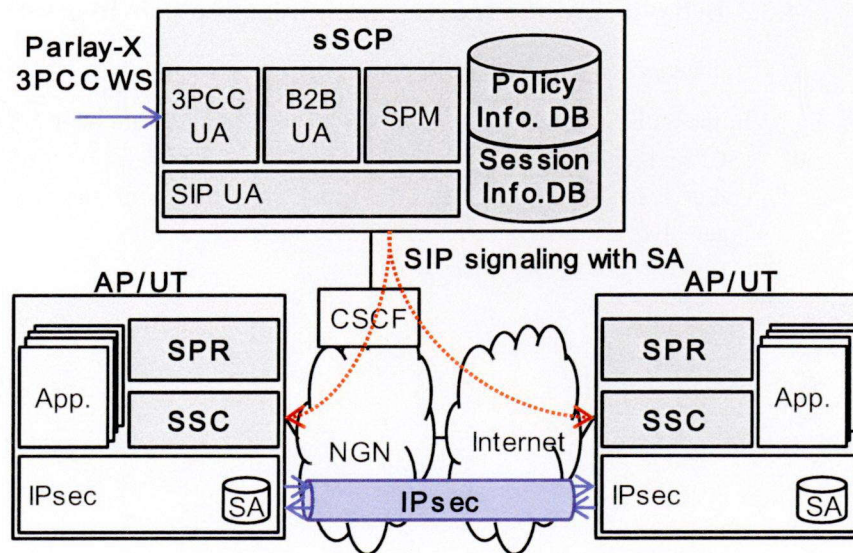 sSCP
Parlay-X
3PCC WS
3PCC
UA
B2B
UA
SPM
Policy
Info. DB
Session
Info.DB
SIP UA
SIP signaling with SA
AP/UT
AP/UT
CSCF
SPR
App.
SSC
NGN
Internet
SPR
SSC
App.
IPsec
SA
IPsec
IPsec
SA